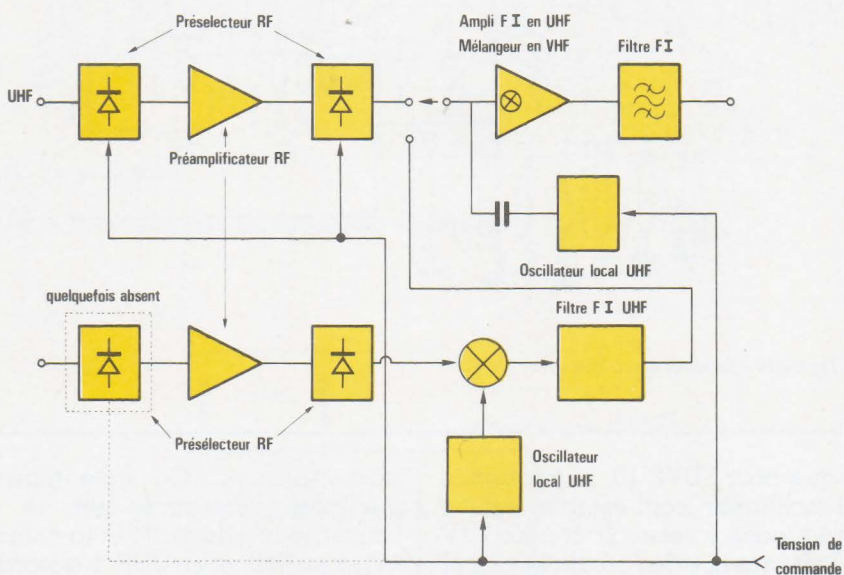 Préselecteur RF
Ampli F I en UHF
Mélangeur en VHF
Filtre F I
UHF
Préamplificateur RF
Oscillateur local UHF
quelquefois absent
Filtre F I UHF
Présélecteur RF
Oscillateur
local UHF
Tension de
commande